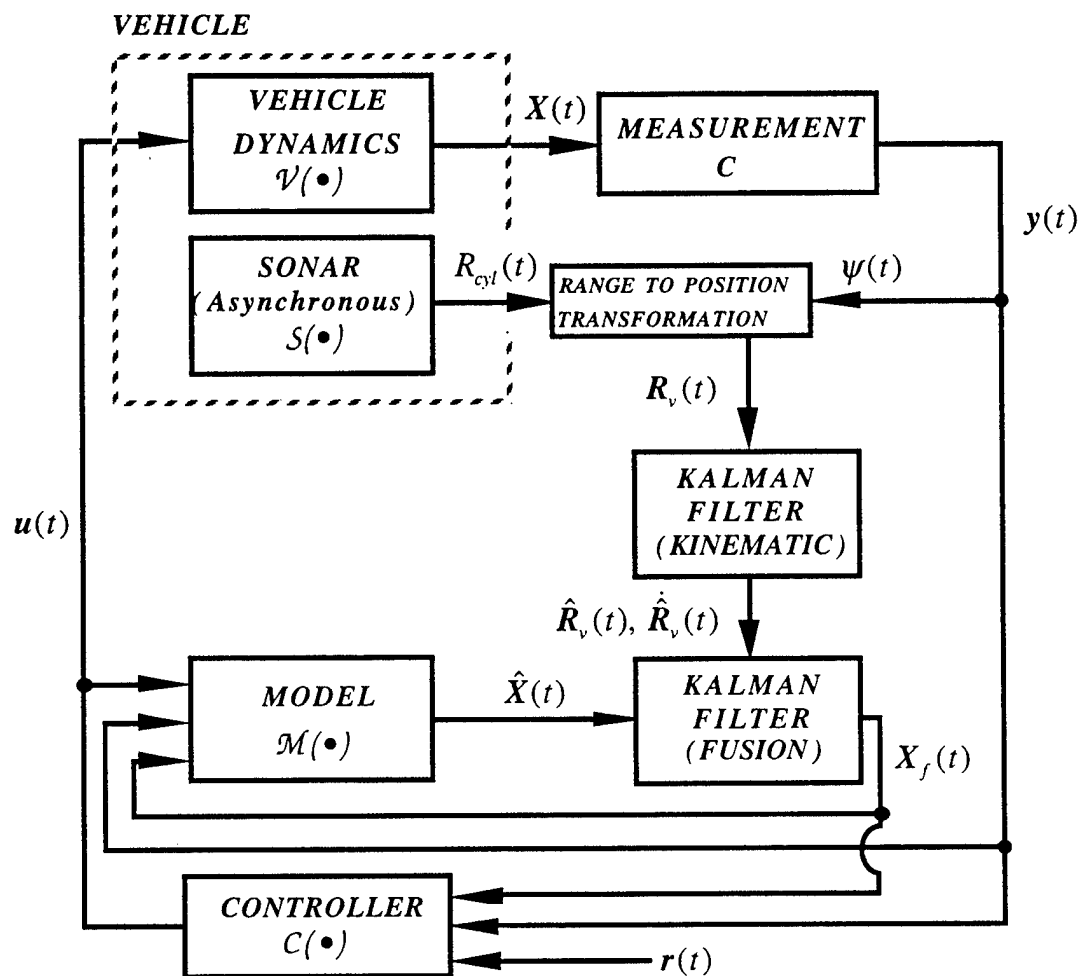 VEHICLE
VEHICLE
DYNAMICS
𝒱(•)
X(t)
MEASUREMENT
C
y(t)
SONAR
(Asynchronous)
𝒮(•)
R_cyl(t)
RANGE TO POSITION
TRANSFORMATION
ψ(t)
R_v(t)
KALMAN
FILTER
(KINEMATIC)
u(t)
R̂_v(t), Ṙ̂_v(t)
MODEL
ℳ(•)
X̂(t)
KALMAN
FILTER
(FUSION)
X_f(t)
CONTROLLER
C(•)
r(t)